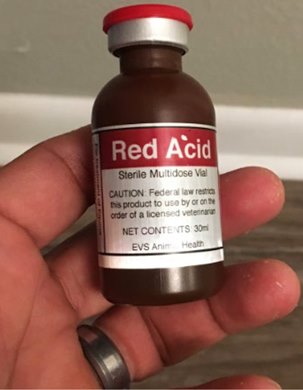 Red Acid
Sterile Multidose Vial
CAUTION: Federal law restricts
this product to use by or on the
order of a licensed veterinarian
NET CONTENTS: 30ml
EVS Animal Health